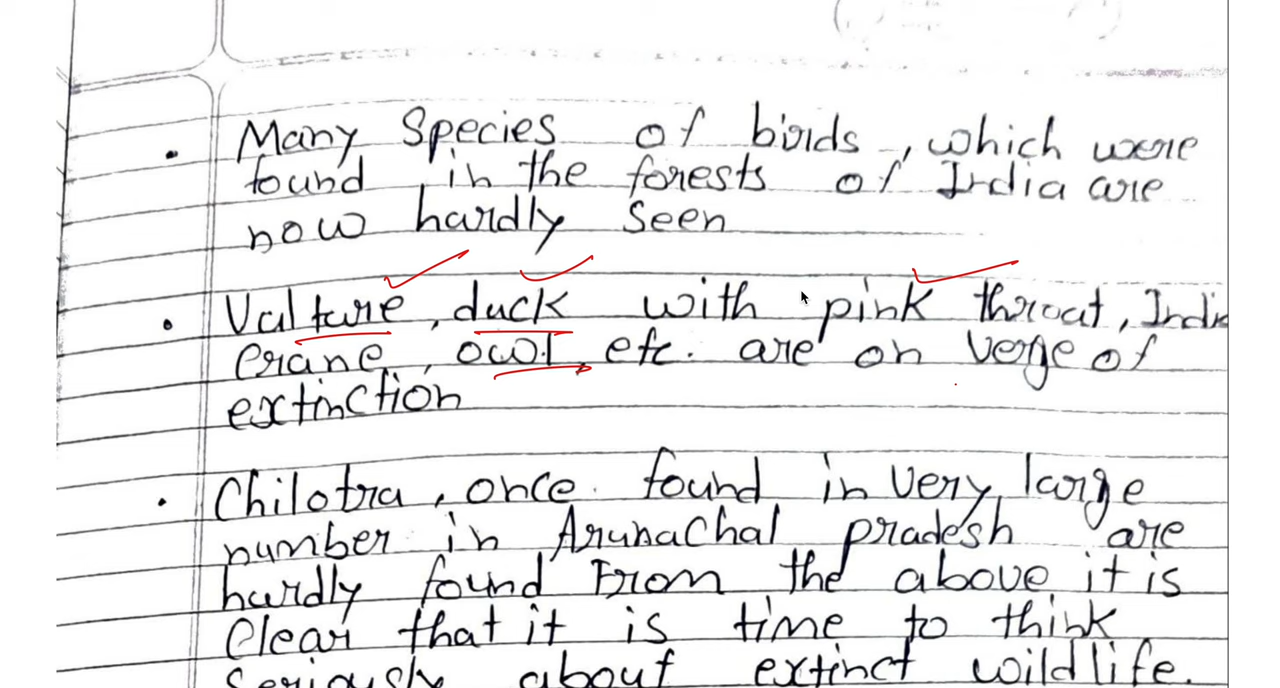 Many Species of birds, which were
found in the forests of India are
now hardly seen
Valture, duck with pink throat, India
Crane, owl etc. are on verge of
extinction
Chilotra, once found in very large
number in Arunachal pradesh are
hardly found From the above it is
Clear that it is time to think
Seriously about extinct wildlife.